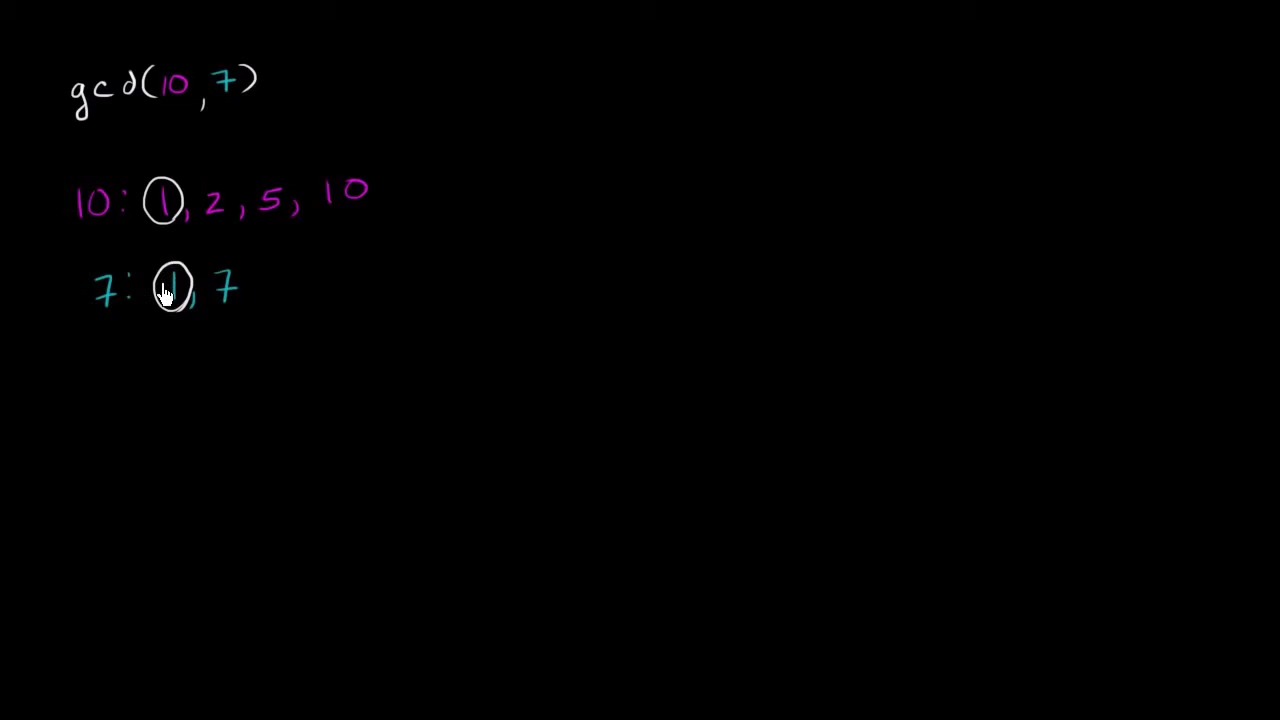 gcd(10,7)
10: 1, 2, 5, 10
7: 1, 7